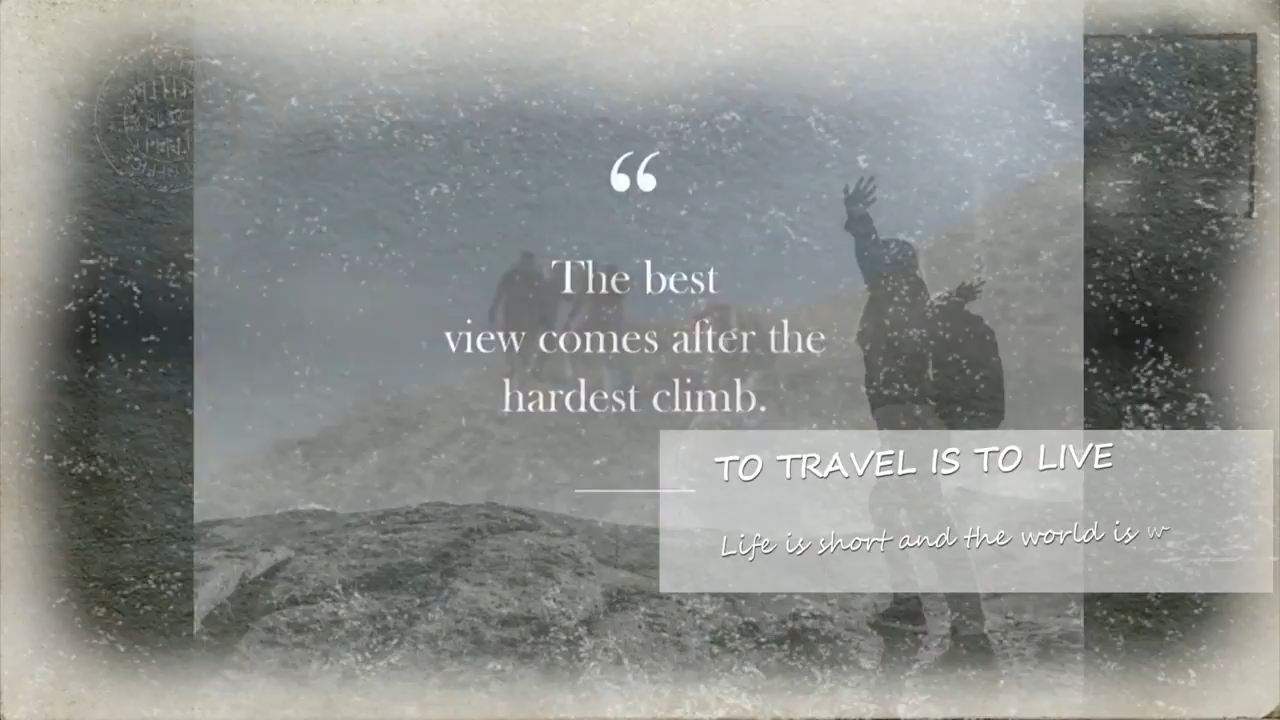 “
The best
view comes after the
hardest climb.
TO TRAVEL IS TO LIVE
Life is short and the world is w